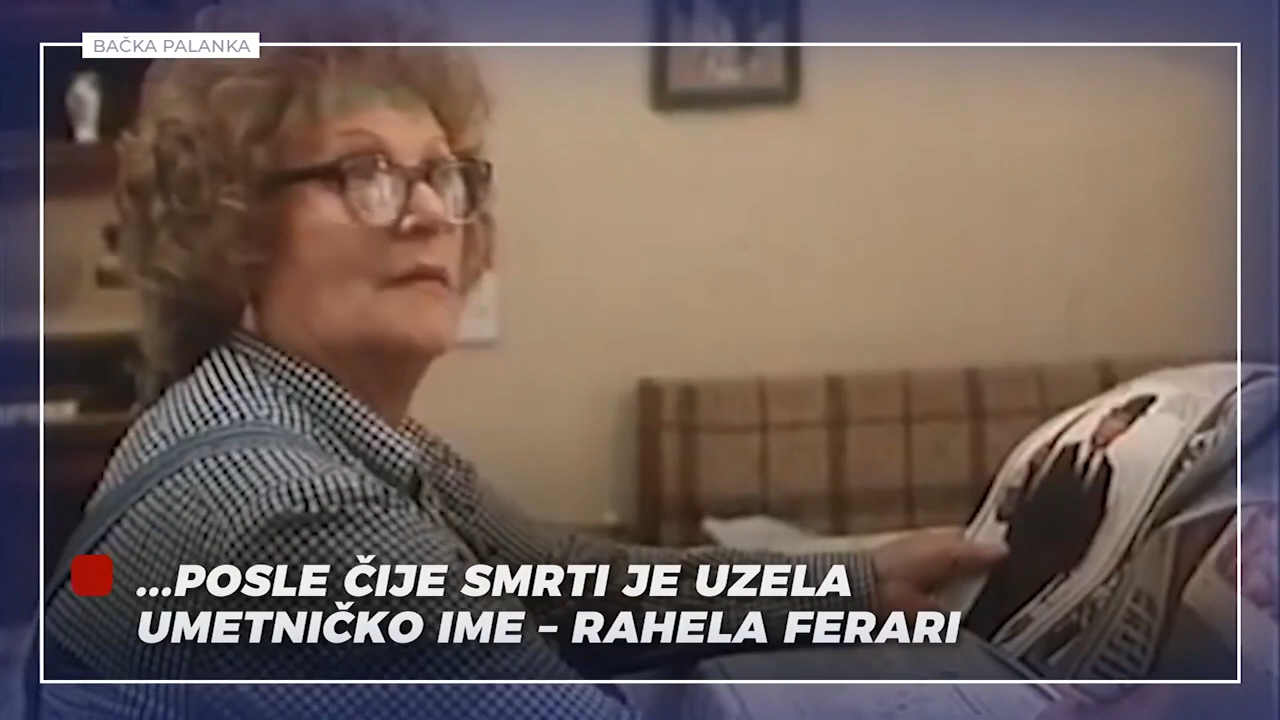 BAČKA PALANKA
...POSLE ČIJE SMRTI JE UZELA
UMETNIČKO IME – RAHELA FERARI